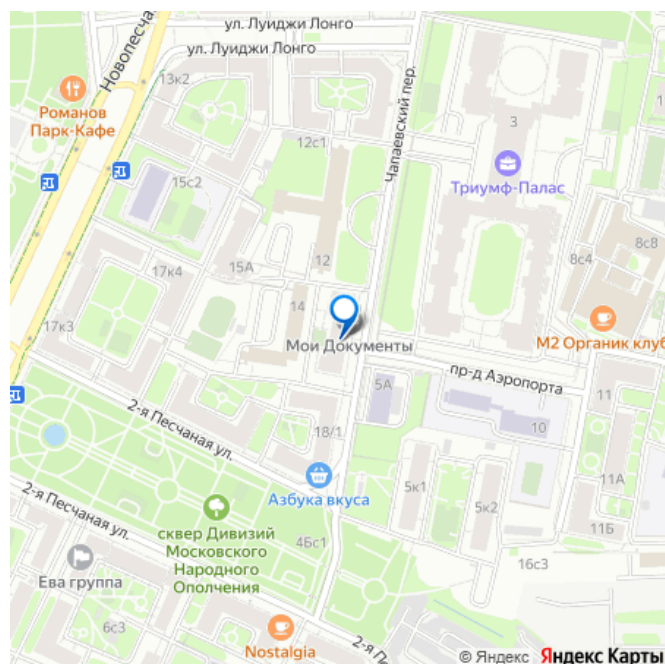 ул. Луиджи Лонго
ул. Луиджи Лонго
Новопесчa
13к2
Романов
Парк-Кафе
Чапаевский пер.
3
12с1
Триумф-Палас
15с2
8с8
8с4
12
15А
17к4
14
17к3
М2 Органик клуб
Мои Документы
пр-д Аэропорта
5А
11
2-я Песчаная ул.
18/1
10
11А
Азбука вкуса
5к1
5к2
11Б
2-я Песчаная ул.
сквер Дивизий
Московского
Народного
Ополчения
4Бс1
16с3
Ева группа
6с3
Nostalgia
2-я Пе
© Яндекс Яндекс Карты